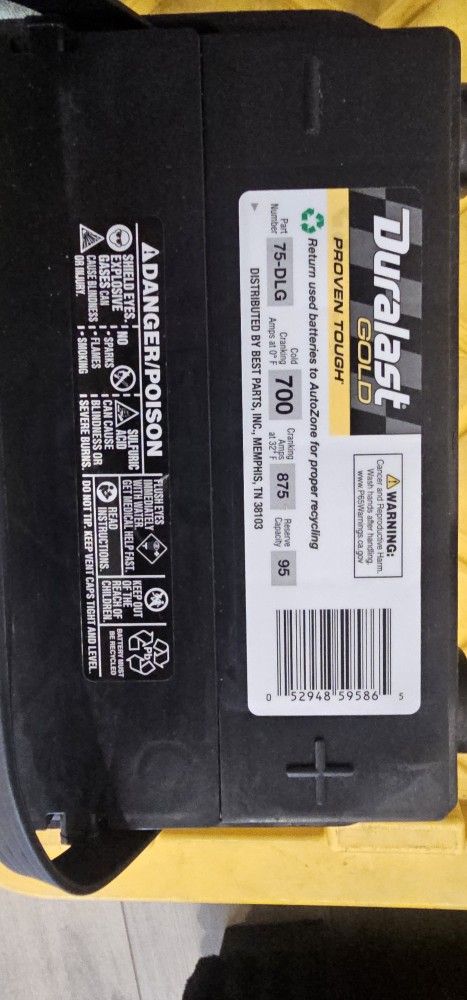 Duralast
GOLD
PROVEN TOUGH
WARNING:
Cancer and Reproductive Harm.
Wash hands after handling.
www.P65Warnings.ca.gov
Return used batteries to AutoZone for proper recycling
Part Number
75-DLG
Cold Cranking Amps at 0° F
700
Cranking Amps at 32° F
875
Reserve Capacity
95
DISTRIBUTED BY BEST PARTS, INC., MEMPHIS, TN 38103
0 52948 59586 5
+
DANGER/POISON
SHIELD EYES.
EXPLOSIVE
GASES CAN
CAUSE BLINDNESS
OR INJURY.
NO
• SPARKS
• FLAMES
• SMOKING
SULFURIC
ACID
CAN CAUSE
BLINDNESS OR
SEVERE BURNS.
FLUSH EYES
IMMEDIATELY
WITH WATER
GET MEDICAL HELP FAST.
READ
INSTRUCTIONS.
KEEP OUT
OF THE
REACH OF
CHILDREN.
Pb
BATTERY MUST
BE RECYCLED
DO NOT TIP. KEEP VENT CAPS TIGHT AND LEVEL.